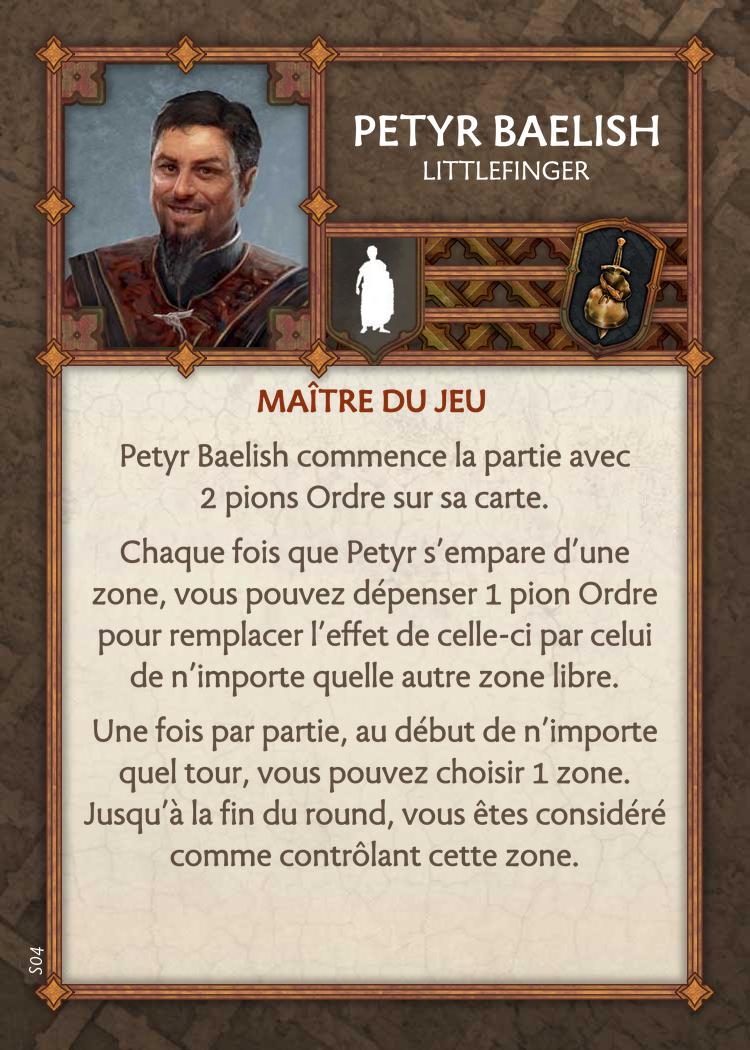 PETYR BAELISH
LITTLEFINGER
MAÎTRE DU JEU
Petyr Baelish commence la partie avec
2 pions Ordre sur sa carte.
Chaque fois que Petyr s’empare d’une
zone, vous pouvez dépenser 1 pion Ordre
pour remplacer l’effet de celle-ci par celui
de n’importe quelle autre zone libre.
Une fois par partie, au début de n’importe
quel tour, vous pouvez choisir 1 zone.
Jusqu’à la fin du round, vous êtes considéré
comme contrôlant cette zone.
S04